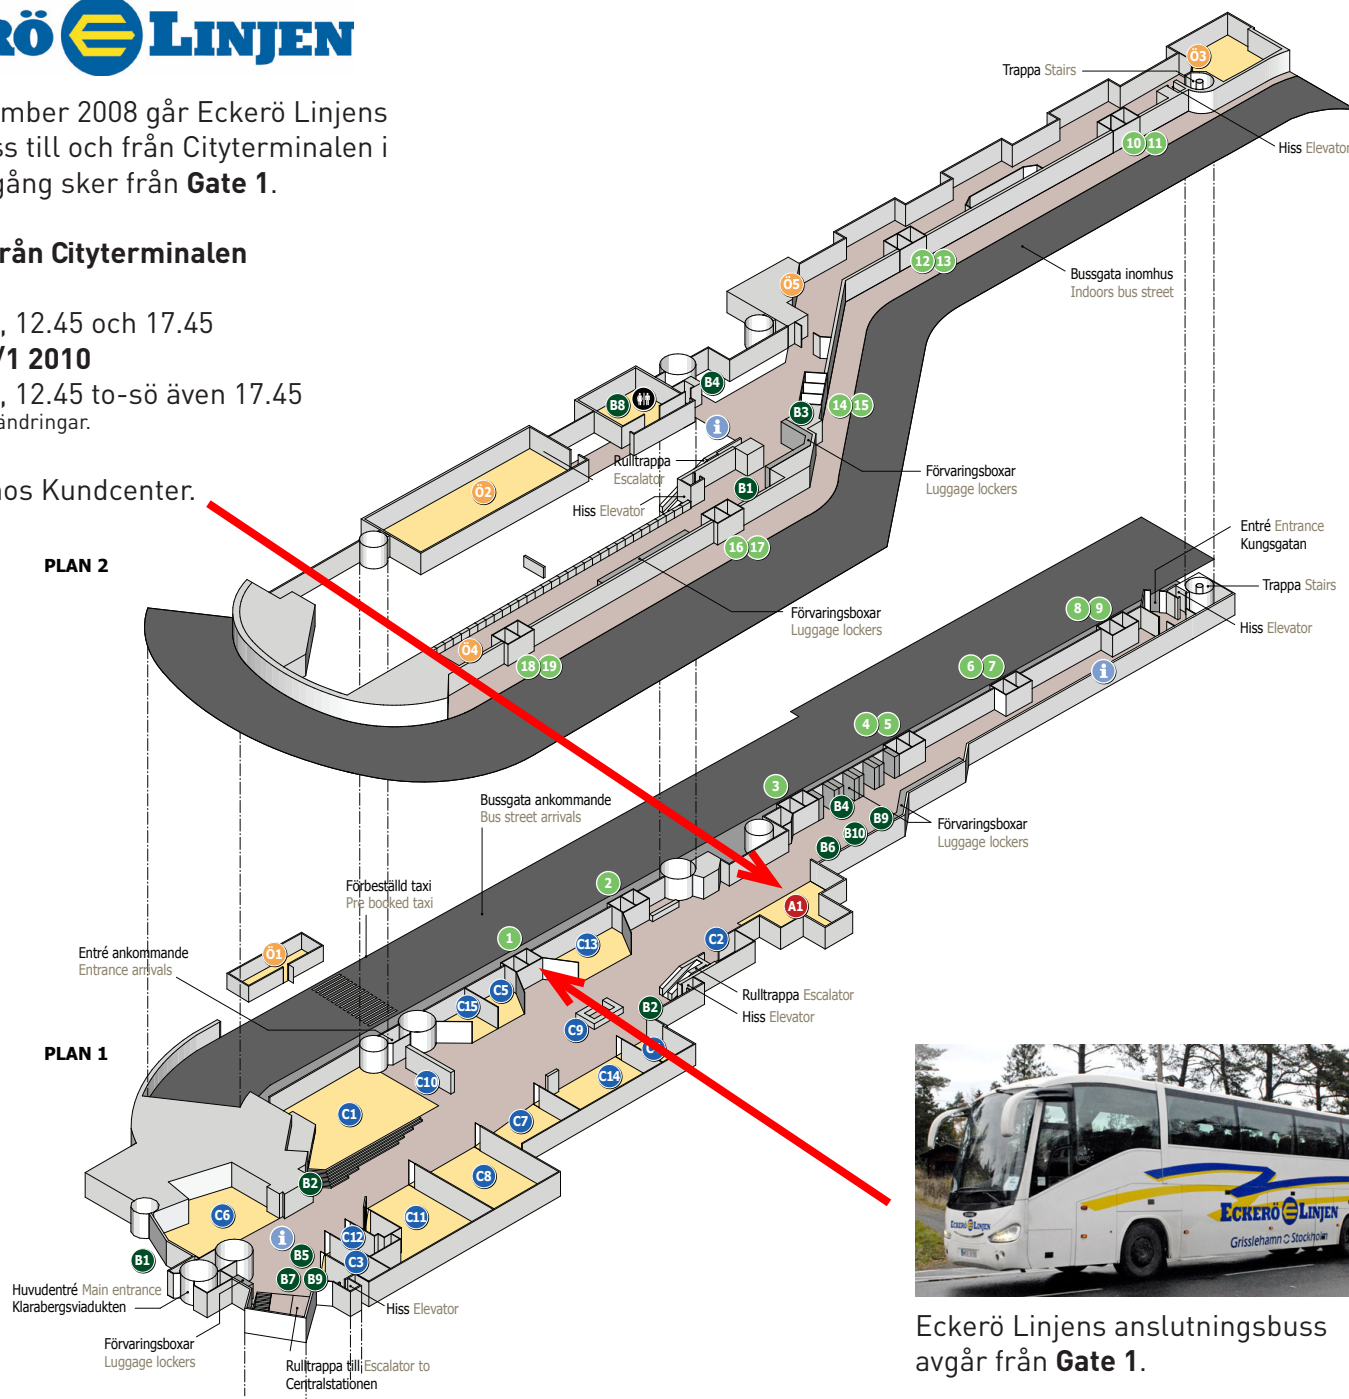 RÖ LINJEN
ember 2008 går Eckerö Linjens
ss till och från Cityterminalen i
gång sker från Gate 1.
rån Cityterminalen
, 12.45 och 17.45
/1 2010
, 12.45 to-sö även 17.45
ändringar.
nos Kundcenter.
PLAN 2
Trappa Stairs
Ö3
Hiss Elevator
10 11
12 13
Bussgata inomhus
Indoors bus street
Ö5
B4
B8
i
B3
14 15
Rulltrappa
Escalator
Förvaringsboxar
Luggage lockers
Ö2
B1
Hiss Elevator
16 17
Förvaringsboxar
Luggage lockers
Ö4
18 19
Entré Entrance
Kungsgatan
Trappa Stairs
8 9
Hiss Elevator
6 7
i
4 5
3
B4
B9
B10
B6
Förvaringsboxar
Luggage lockers
Bussgata ankommande
Bus street arrivals
Förbeställd taxi
Pre booked taxi
2
A1
Entré ankommande
Entrance arrivals
Ö1
1
C13
C2
C5
C15
Rulltrappa Escalator
Hiss Elevator
B2
C9
PLAN 1
C10
C14
C1
C7
C8
B2
C6
C11
i
C12
B5
C3
B1
B7
B9
Huvudentré Main entrance
Klarabergsviadukten
Hiss Elevator
Förvaringsboxar
Luggage lockers
Rulltrappa till Escalator to
Centralstationen
ECKERÖ LINJEN
ECKERÖ LINJEN
Grisslehamn Stockholm
Eckerö Linjens anslutningsbuss
avgår från Gate 1.